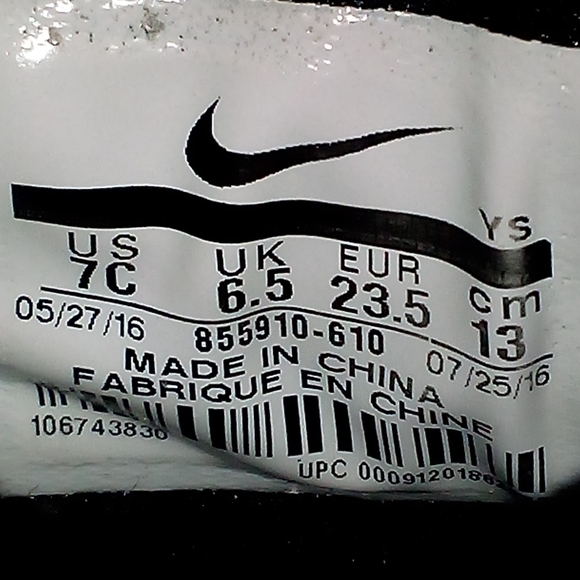 YS
US UK EUR cm
7C 6.5 23.5 13
05/27/16 855910-610 07/25/16
MADE IN CHINA
FABRIQUE EN CHINE
UPC